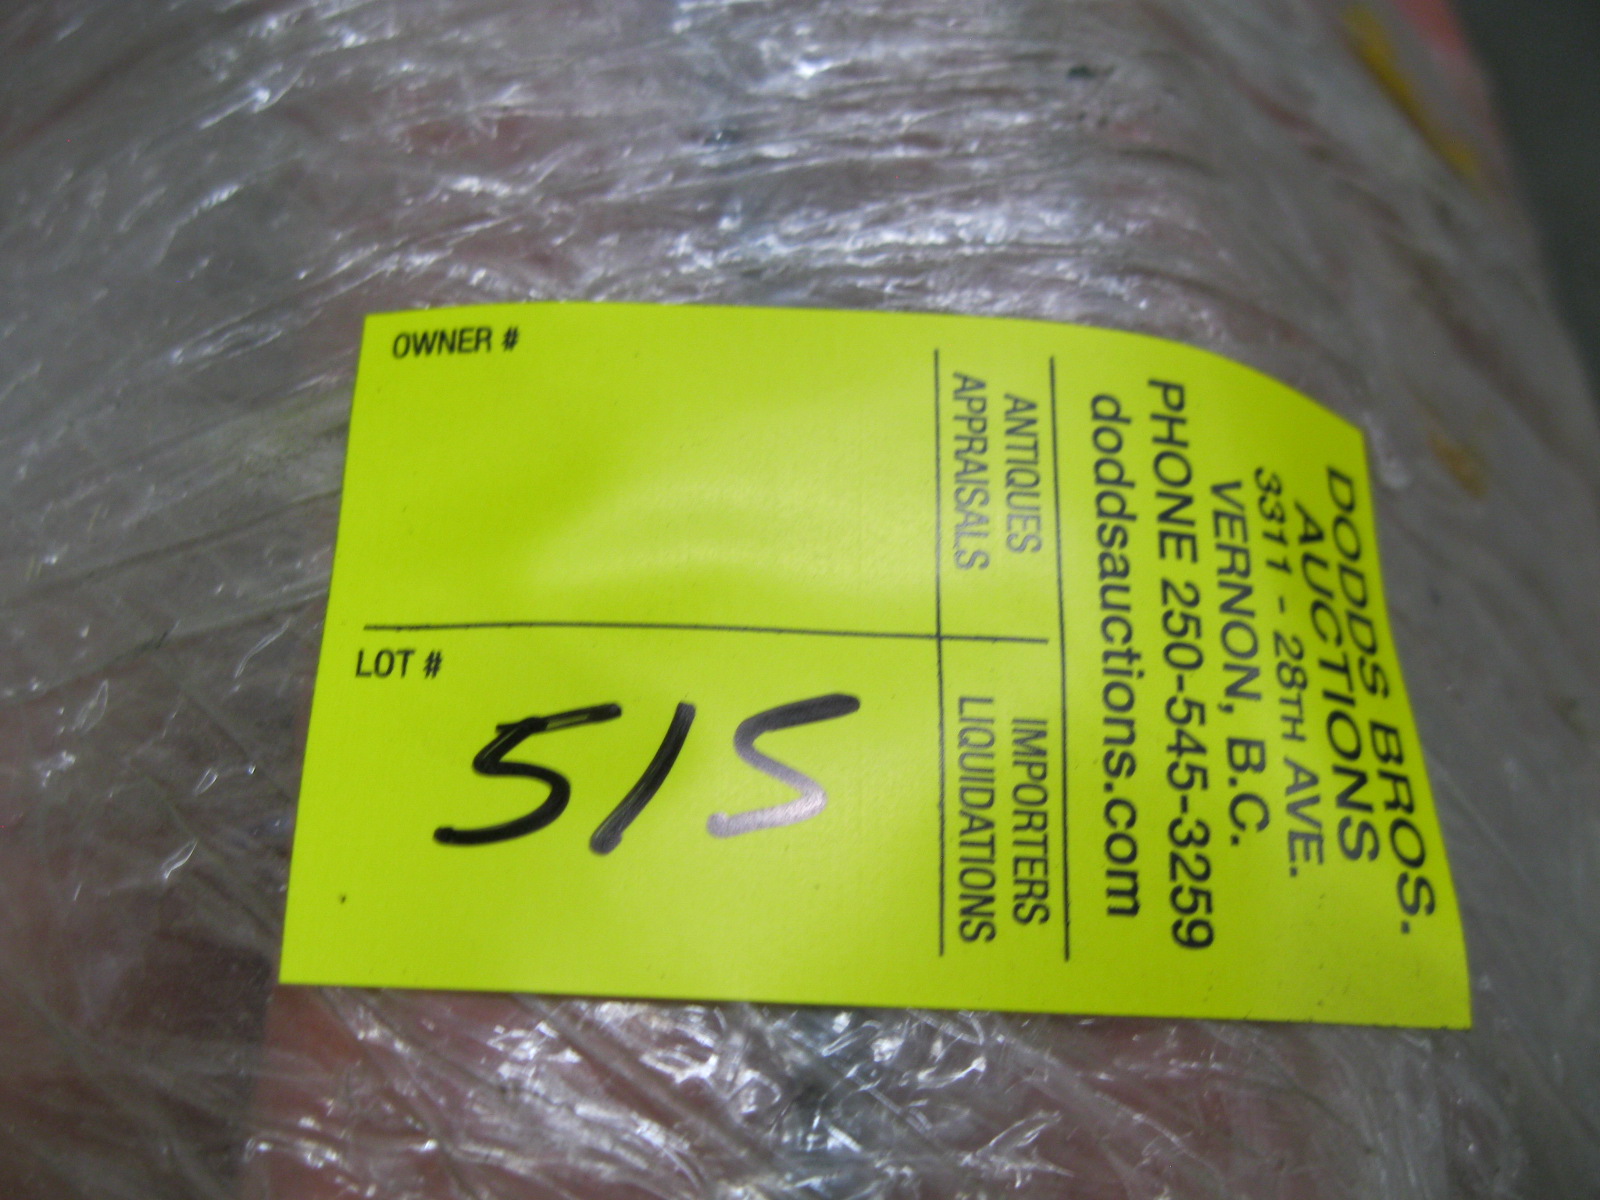 DODDS BROS.
AUCTIONS
3311 - 28TH AVE.
VERNON, B.C.
PHONE 250-545-3259
doddsauctions.com
ANTIQUES
APPRAISALS
IMPORTERS
LIQUIDATIONS
OWNER #
LOT #
515